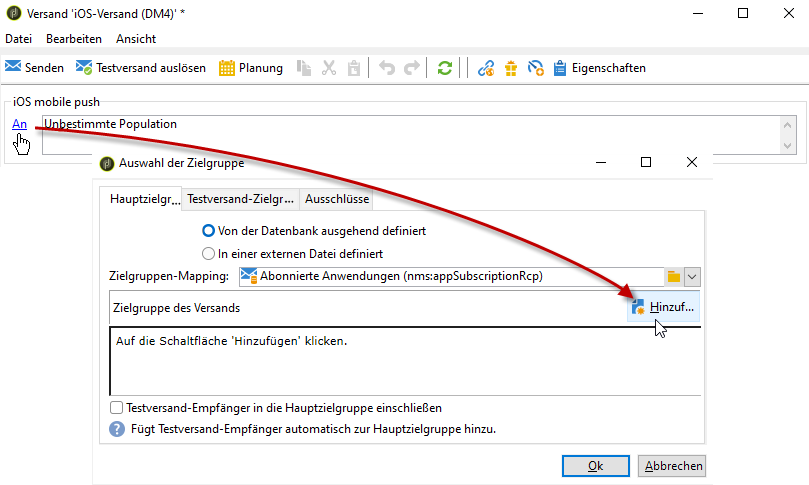 Versand 'iOS-Versand (DM4)' *
Datei Bearbeiten Ansicht
Senden Testversand auslösen Planung Eigenschaften
iOS mobile push
An Unbestimmte Population
Auswahl der Zielgruppe
Hauptzielgr... Testversand-Zielgr... Ausschlüsse
Von der Datenbank ausgehend definiert
In einer externen Datei definiert
Zielgruppen-Mapping: Abonnierte Anwendungen (nms:appSubscriptionRcp)
Zielgruppe des Versands Hinzuf...
Auf die Schaltfläche 'Hinzufügen' klicken.
Testversand-Empfänger in die Hauptzielgruppe einschließen
? Fügt Testversand-Empfänger automatisch zur Hauptzielgruppe hinzu.
Ok Abbrechen